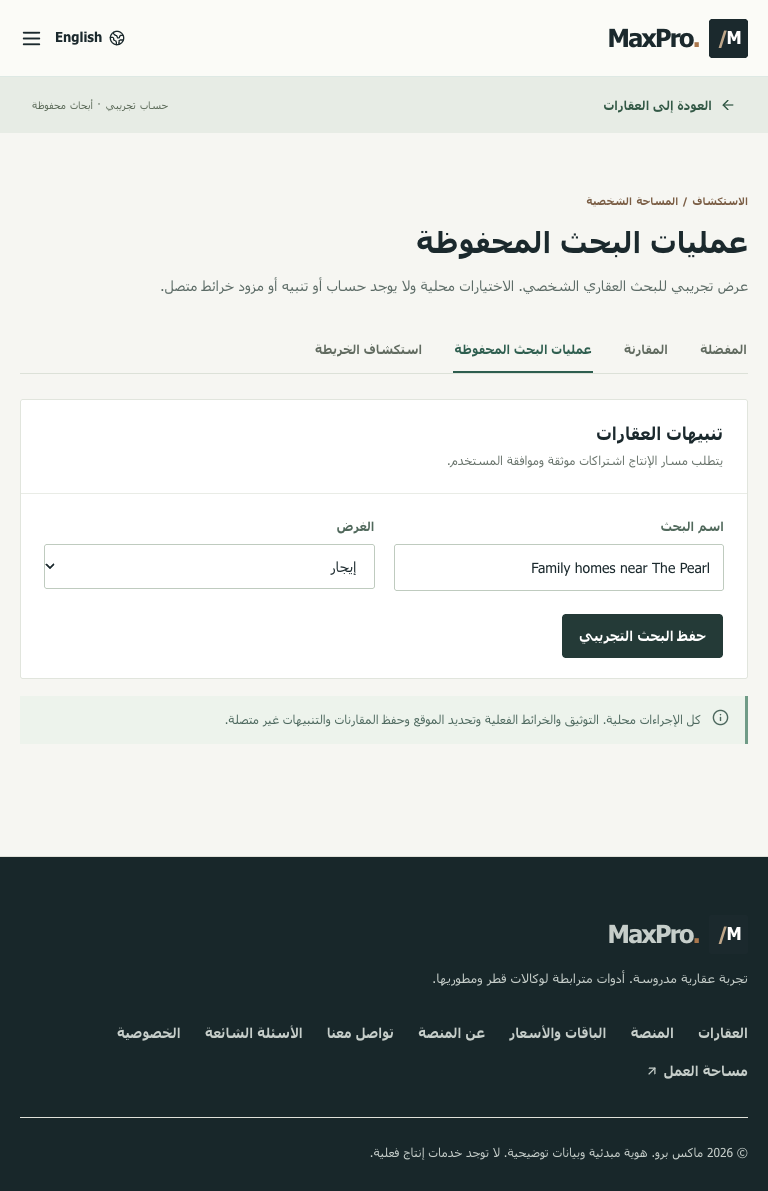 M/ MaxPro.
English
العودة إلى العقارات
حساب تجريبي · أبحاث محفوظة
الاستكشاف / المساحة الشخصية
عمليات البحث المحفوظة
عرض تجريبي للبحث العقاري الشخصي. الاختيارات محلية ولا يوجد حساب أو تنبيه أو مزود خرائط متصل.
المفضلة
المقارنة
عمليات البحث المحفوظة
استكشاف الخريطة
تنبيهات العقارات
يتطلب مسار الإنتاج اشتراكات موثقة وموافقة المستخدم.
اسم البحث
الغرض
Family homes near The Pearl
إيجار
حفظ البحث التجريبي
كل الإجراءات محلية. التوثيق والخرائط الفعلية وتحديد الموقع وحفظ المقارنات والتنبيهات غير متصلة.
M/ MaxPro.
تجربة عقارية مدروسة. أدوات مترابطة لوكالات قطر ومطوريها.
العقارات
المنصة
الباقات والأسعار
عن المنصة
تواصل معنا
الأسئلة الشائعة
الخصوصية
مساحة العمل
© 2026 ماكس برو. هوية مبدئية وبيانات توضيحية. لا توجد خدمات إنتاج فعلية.